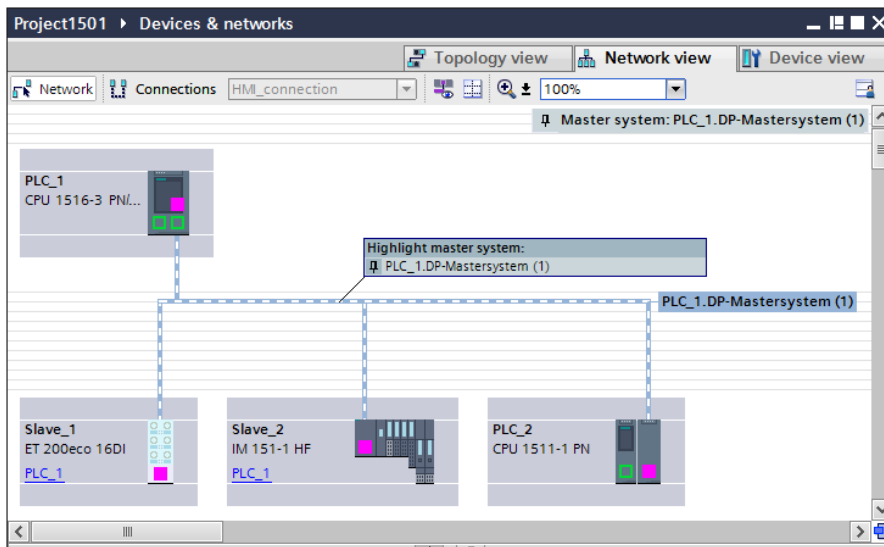 Project1501 ▸ Devices & networks
Topology view
Network view
Device view
Network
Connections
HMI_connection
100%
Master system: PLC_1.DP-Mastersystem (1)
PLC_1
CPU 1516-3 PN/...
Highlight master system:
PLC_1.DP-Mastersystem (1)
PLC_1.DP-Mastersystem (1)
Slave_1
ET 200eco 16DI
PLC_1
Slave_2
IM 151-1 HF
PLC_1
PLC_2
CPU 1511-1 PN